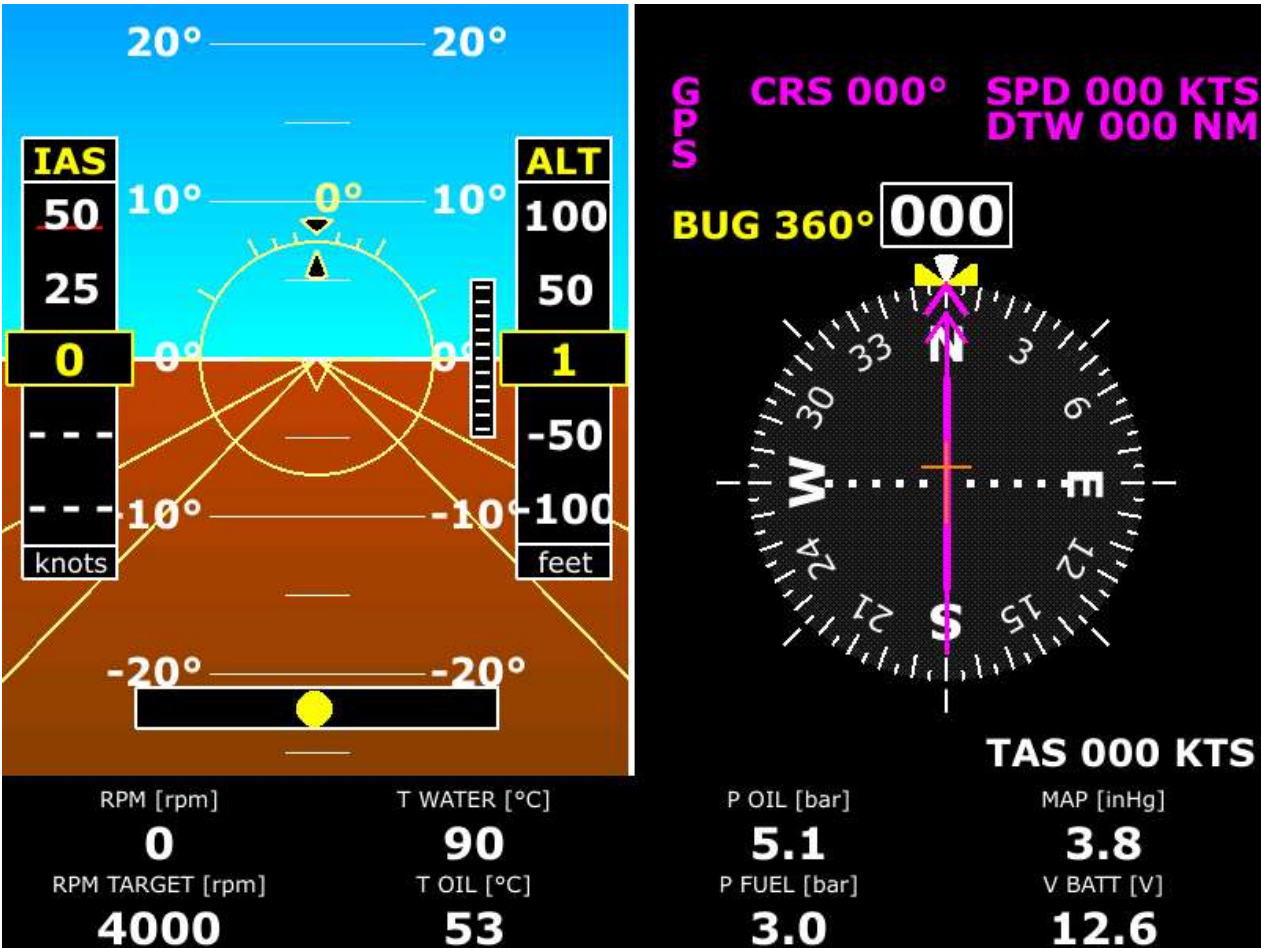 20° 20°
IAS ALT
50 10° 0° 10° 100
25 50
0 0° 0° 1
- - - -50
- - - -10° -10° -100
knots feet
-20° -20°
GPS CRS 000° SPD 000 KTS
DTW 000 NM
BUG 360° 000
N
33 3
30 6
W E
24 12
21 15
S
TAS 000 KTS
RPM [rpm] T WATER [°C] P OIL [bar] MAP [inHg]
0 90 5.1 3.8
RPM TARGET [rpm] T OIL [°C] P FUEL [bar] V BATT [V]
4000 53 3.0 12.6